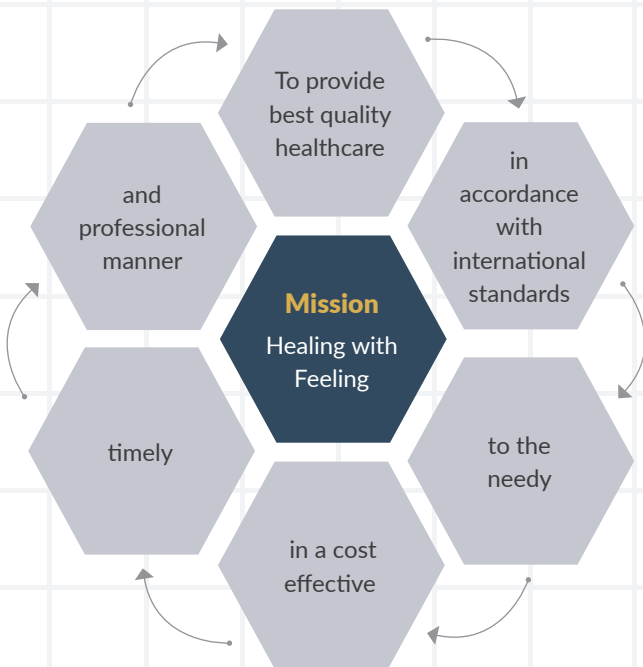 To provide
best quality
healthcare
in
accordance
with
international
standards
to the
needy
in a cost
effective
timely
and
professional
manner
Mission
Healing with
Feeling